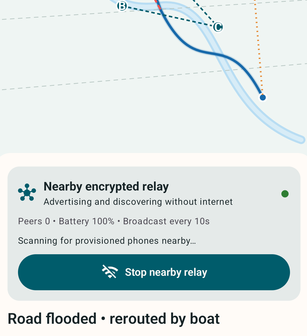 B
C
Nearby encrypted relay
Advertising and discovering without internet
Peers 0 • Battery 100% • Broadcast every 10s
Scanning for provisioned phones nearby…
Stop nearby relay
Road flooded • rerouted by boat